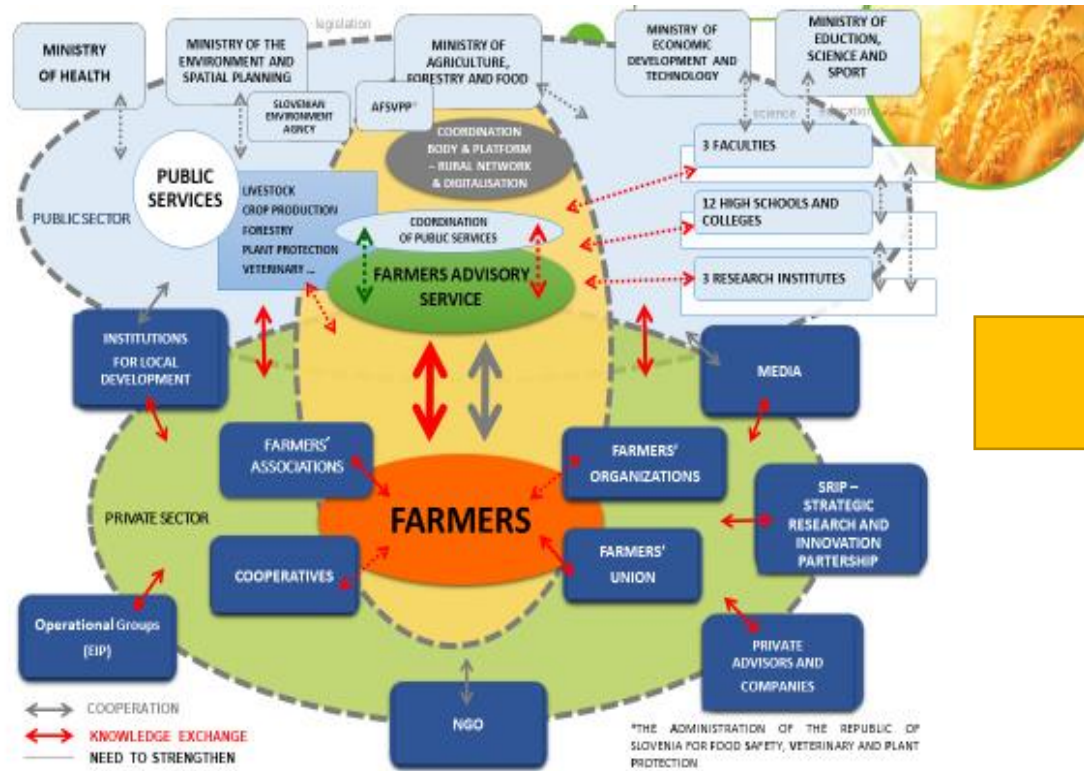 legislation
MINISTRY
OF HEALTH
MINISTRY OF THE
ENVIRONMENT AND
SPATIAL PLANNING
MINISTRY OF
AGRICULTURE,
FORESTRY AND FOOD
MINISTRY OF
ECONOMIC
DEVELOPMENT AND
TECHNOLOGY
MINISTRY OF
EDUCTION,
SCIENCE AND
SPORT
SLOVENIAN
ENVIRONMENT
AGNCY
AFSVPP*
science
education
COORDINATION
BODY & PLATFORM
– RURAL NETWORK
& DIGITALISATION
3 FACULTIES
PUBLIC
SERVICES
PUBLIC SECTOR
LIVESTOCK
CROP PRODUCTION
FORESTRY
PLANT PROTECTION
VETERINARY ...
12 HIGH SCHOOLS AND
COLLEGES
COORDINATION
OF PUBLIC SERVICES
FARMERS ADVISORY
SERVICE
3 RESEARCH INSTITUTES
INSTITUTIONS
FOR LOCAL
DEVELOPMENT
MEDIA
FARMERS'
ASSOCIATIONS
FARMERS'
ORGANIZATIONS
PRIVATE SECTOR
FARMERS
SRIP –
STRATEGIC
RESEARCH AND
INNOVATION
PARTERSHIP
COOPERATIVES
FARMERS'
UNION
Operational Groups
(EIP)
PRIVATE
ADVISORS AND
COMPANIES
NGO
COOPERATION
KNOWLEDGE EXCHANGE
NEED TO STRENGTHEN
*THE ADMINISTRATION OF THE REPUBLIC OF
SLOVENIA FOR FOOD SAFETY, VETERINARY AND PLANT
PROTECTION